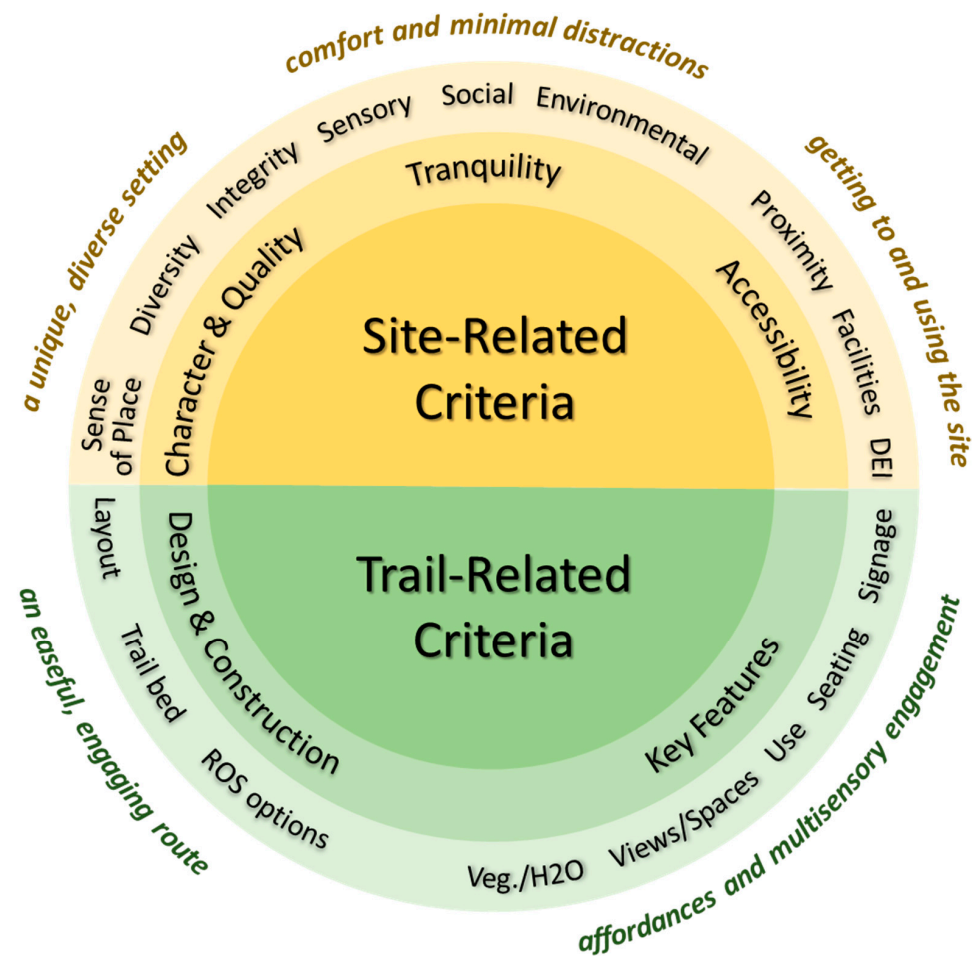 comfort and minimal distractions
a unique, diverse setting
getting to and using the site
Sense
of Place
Diversity
Integrity
Sensory
Social
Environmental
Proximity
Facilities
DEI
Character & Quality
Tranquility
Accessibility
Site-Related
Criteria
Trail-Related
Criteria
Design & Construction
Key Features
Layout
Trail bed
ROS options
Veg./H2O
Views/Spaces
Use
Seating
Signage
an easeful, engaging route
affordances and multisensory engagement